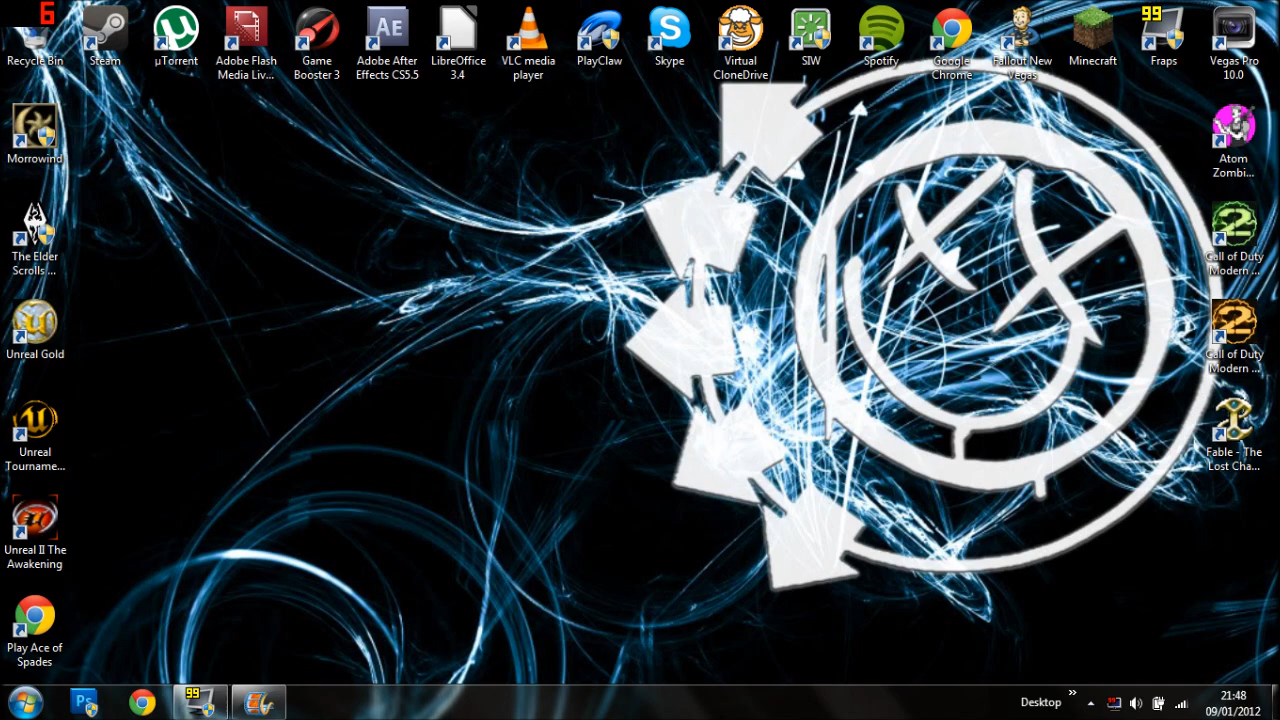 6
99
Recycle Bin
Steam
µTorrent
Adobe Flash
Media Liv...
Game
Booster 3
Ae
Adobe After
Effects CS5.5
LibreOffice
3.4
VLC media
player
PlayClaw
Skype
Virtual
CloneDrive
SIW
Spotify
Google
Chrome
Fallout New
Vegas
Minecraft
Fraps
Vegas Pro
10.0
Morrowind
Atom
Zombi...
The Elder
Scrolls ...
2
Call of Duty
Modern ...
Unreal Gold
2
Call of Duty
Modern ...
Unreal
Tourname...
Fable - The
Lost Cha...
Unreal II The
Awakening
Play Ace of
Spades
Ps
99
Desktop
21:48
09/01/2012